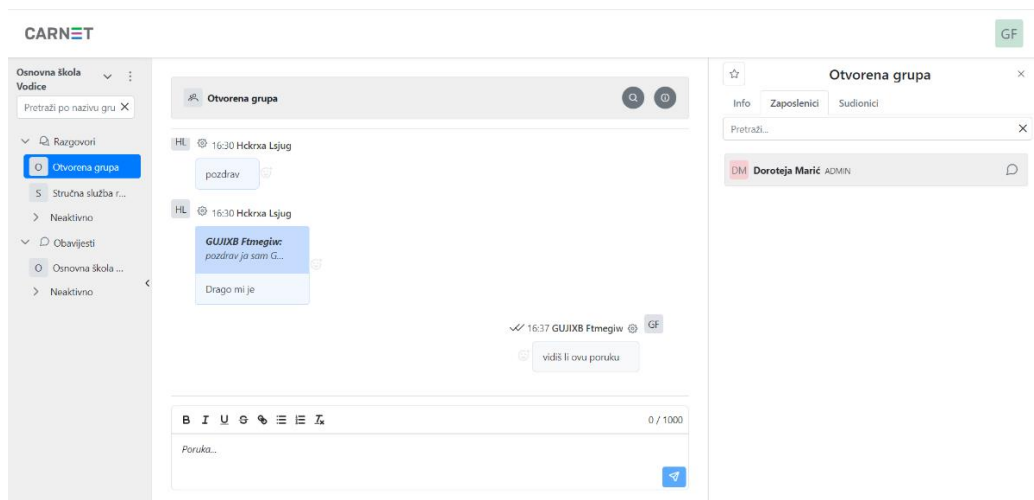 CARNET
GF
Osnovna škola
Vodice
Pretraži po nazivu gru
Razgovori
O Otvorena grupa
S Stručna služba r...
Neaktivno
Obavijesti
O Osnovna škola ...
Neaktivno
Otvorena grupa
HL 16:30 Hckrxa Lsjug
pozdrav
HL 16:30 Hckrxa Lsjug
GUJIXB Ftmegiw:
pozdrav ja sam G...
Drago mi je
16:37 GUJIXB Ftmegiw GF
vidiš li ovu poruku
B I U S 0 / 1000
Poruka...
Otvorena grupa
Info Zaposlenici Sudionici
Pretraži...
DM Doroteja Marić ADMIN